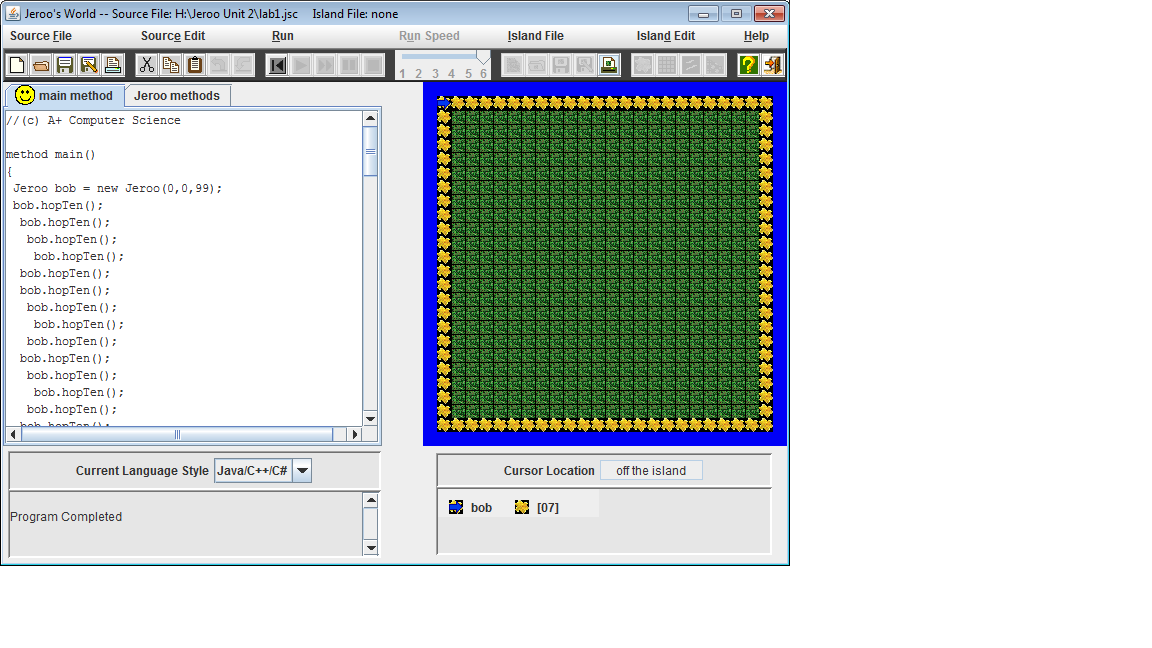 Jeroo's World -- Source File: H:\Jeroo Unit 2\lab1.jsc Island File: none
Source File Source Edit Run Run Speed Island File Island Edit Help
1 2 3 4 5 6
main method Jeroo methods
//(c) A+ Computer Science
method main()
{
Jeroo bob = new Jeroo(0,0,99);
bob.hopTen();
bob.hopTen();
bob.hopTen();
bob.hopTen();
bob.hopTen();
bob.hopTen();
bob.hopTen();
bob.hopTen();
bob.hopTen();
bob.hopTen();
bob.hopTen();
bob.hopTen();
bob.hopTen();
bob.hopTen();
Current Language Style Java/C++/C#
Program Completed
Cursor Location off the island
bob [07]